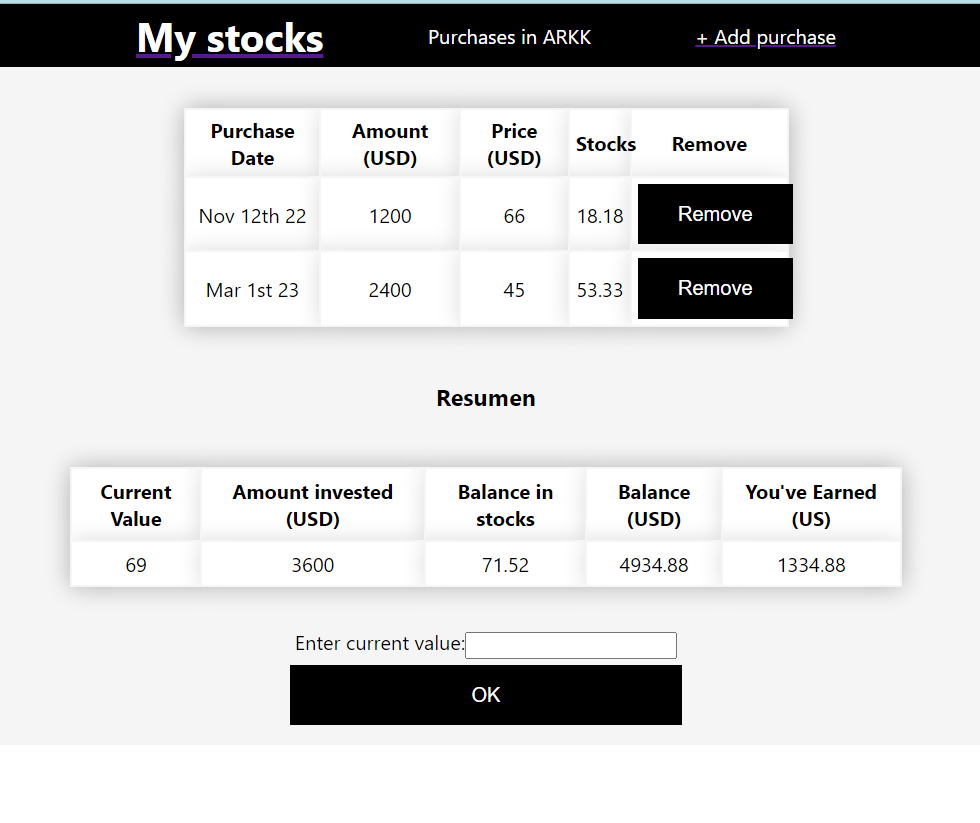 My stocks Purchases in ARKK + Add purchase
Purchase Date Amount (USD) Price (USD) Stocks Remove
Nov 12th 22 1200 66 18.18 Remove
Mar 1st 23 2400 45 53.33 Remove
Resumen
Current Value Amount invested (USD) Balance in stocks Balance (USD) You've Earned (US)
69 3600 71.52 4934.88 1334.88
Enter current value:
OK